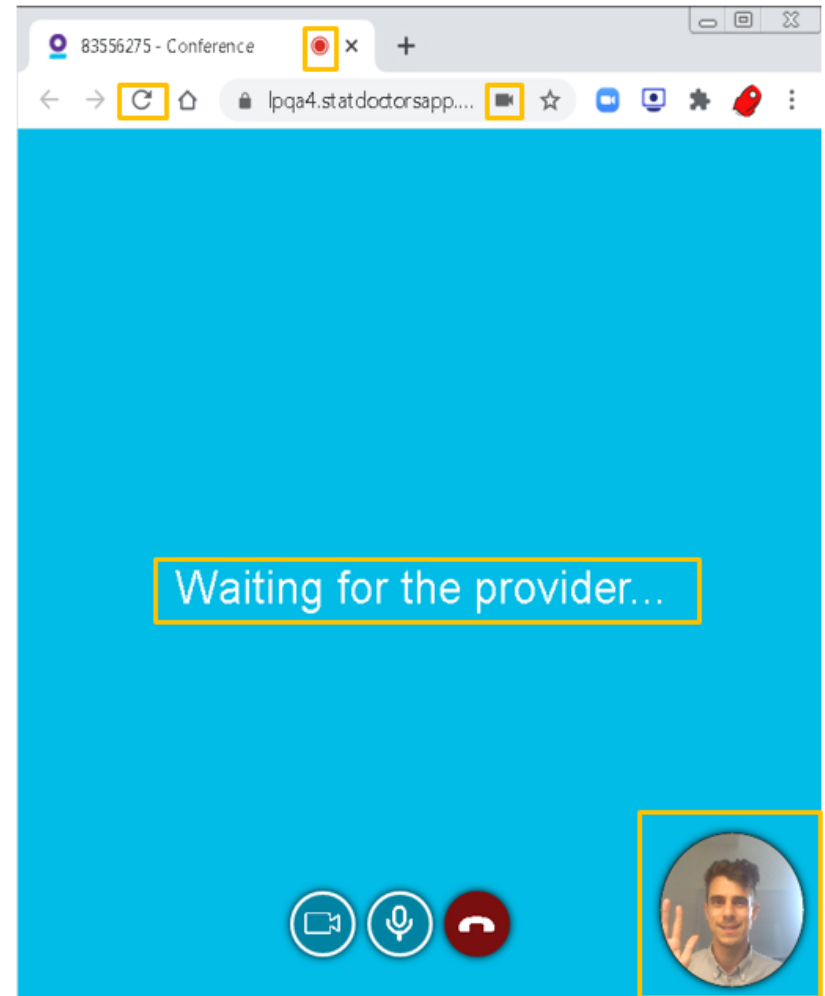 83556275 - Conference
lpqa4.statdoctorsapp....
Waiting for the provider...